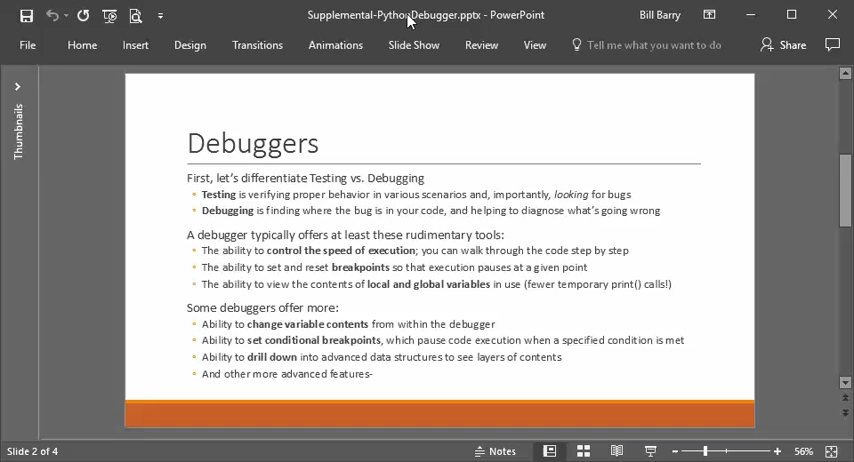 Supplemental-PythonDebugger.pptx - PowerPoint
Bill Barry
File Home Insert Design Transitions Animations Slide Show Review View Tell me what you want to do Share
Thumbnails
Debuggers
First, let's differentiate Testing vs. Debugging
• Testing is verifying proper behavior in various scenarios and, importantly, looking for bugs
• Debugging is finding where the bug is in your code, and helping to diagnose what's going wrong
A debugger typically offers at least these rudimentary tools:
• The ability to control the speed of execution; you can walk through the code step by step
• The ability to set and reset breakpoints so that execution pauses at a given point
• The ability to view the contents of local and global variables in use (fewer temporary print() calls!)
Some debuggers offer more:
• Ability to change variable contents from within the debugger
• Ability to set conditional breakpoints, which pause code execution when a specified condition is met
• Ability to drill down into advanced data structures to see layers of contents
• And other more advanced features-
Slide 2 of 4
Notes
56%